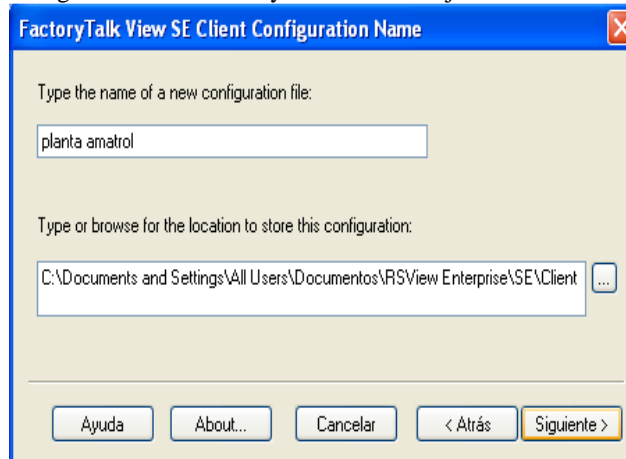 FactoryTalk View SE Client Configuration Name
Type the name of a new configuration file:
planta amatrol
Type or browse for the location to store this configuration:
C:\Documents and Settings\All Users\Documentos\RSView Enterprise\SE\Client
...
Ayuda
About...
Cancelar
< Atrás
Siguiente >